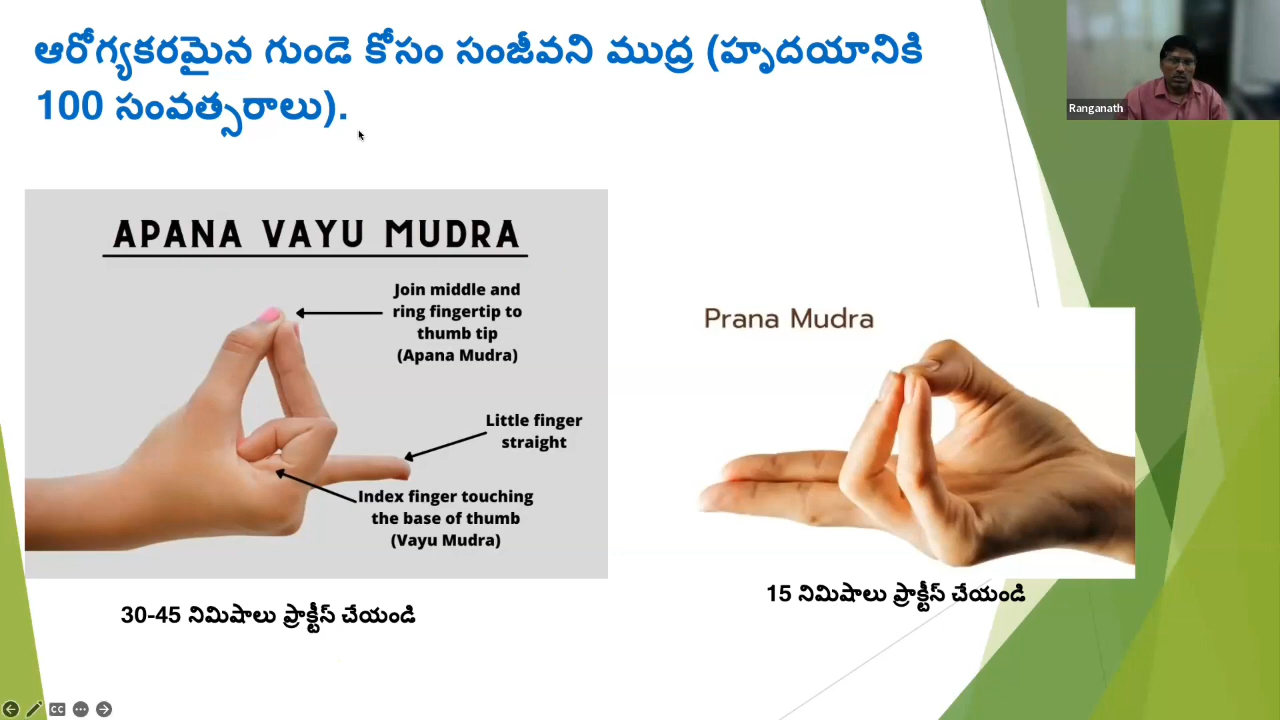 ఆరోగ్యకరమైన గుండె కోసం సంజీవని ముద్ర (హృదయానికి
100 సంవత్సరాలు).
Ranganath
APANA VAYU MUDRA
Join middle and
ring fingertip to
thumb tip
(Apana Mudra)
Little finger
straight
Index finger touching
the base of thumb
(Vayu Mudra)
30-45 నిమిషాలు ప్రాక్టీస్ చేయండి
Prana Mudra
15 నిమిషాలు ప్రాక్టీస్ చేయండి
CC